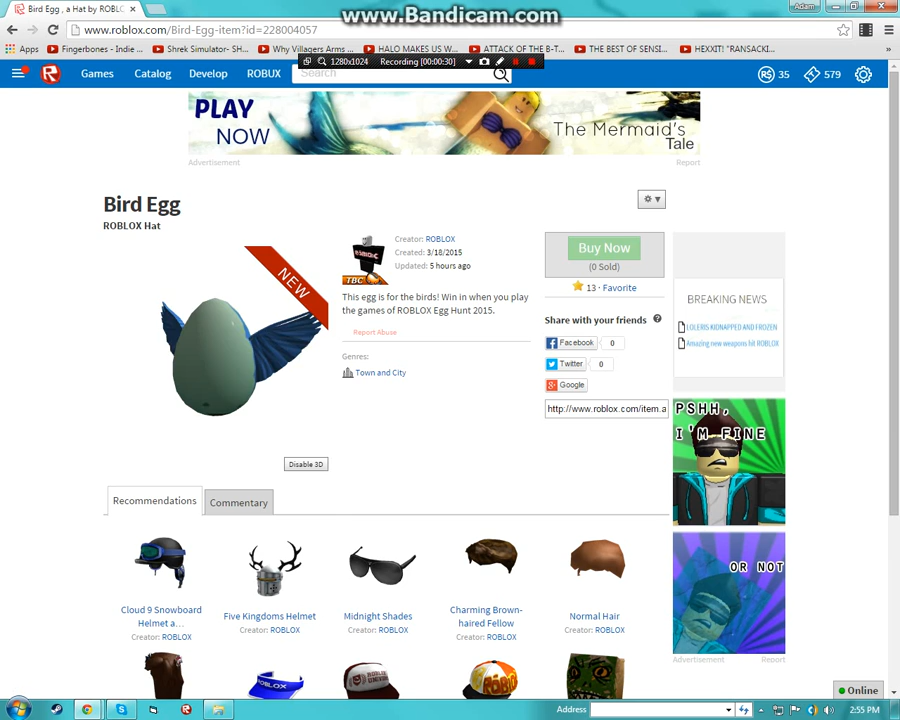 Bird Egg , a Hat by ROBLO
www.Bandicam.com
Adam
www.roblox.com/Bird-Egg-item?id=228004057
Apps
Fingerbones - Indie ...
Shrek Simulator- SH...
Why Villagers Arms ...
HALO MAKES US W...
ATTACK OF THE B-T...
THE BEST OF SENSI...
HEXXIT! "RANSACKI...
1280x1024
Recording [00:00:30]
Games
Catalog
Develop
ROBUX
Search
35
579
PLAY
NOW
The Mermaid's
Tale
Advertisement
Report
Bird Egg
ROBLOX Hat
NEW
TBC
Creator: ROBLOX
Created: 3/18/2015
Updated: 5 hours ago
This egg is for the birds! Win in when you play
the games of ROBLOX Egg Hunt 2015.
Report Abuse
Genres:
Town and City
Buy Now
(0 Sold)
13 · Favorite
Share with your friends
Facebook 0
Twitter 0
Google
http://www.roblox.com/item.a
BREAKING NEWS
LOLERIS KIDNAPPED AND FROZEN
Amazing new weapons hit ROBLOX
PSHH,
I'M FINE
OR NOT
Advertisement
Report
Disable 3D
Recommendations
Commentary
Cloud 9 Snowboard
Helmet a...
Creator: ROBLOX
Five Kingdoms Helmet
Creator: ROBLOX
Midnight Shades
Creator: ROBLOX
Charming Brown-
haired Fellow
Creator: ROBLOX
Normal Hair
Creator: ROBLOX
Online
Address
2:55 PM